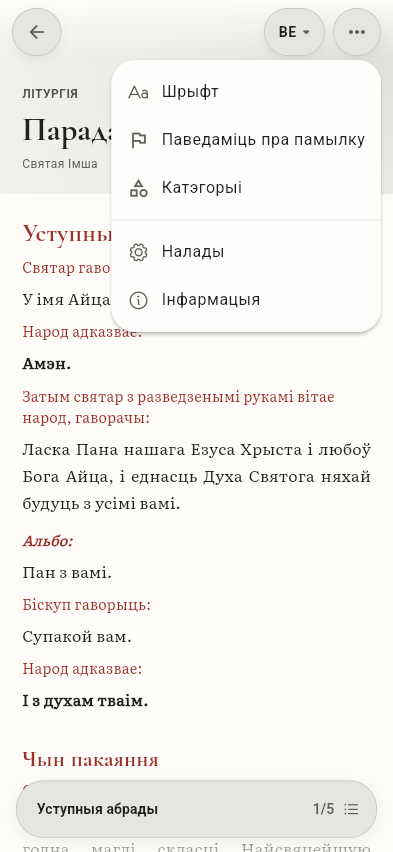 BE
Шрыфт
Паведаміць пра памылку
Катэгорыі
Налады
Інфармацыя
ЛІТУРГІЯ
Святая Імша
Святар
У імя Айца
Народ адказвае:
Амэн.
Затым святар з разведзенымі рукамі вітае
народ, гаворачы:
Ласка Пана нашага Езуса Хрыста і любоў
Бога Айца, і еднасць Духа Святога няхай
будуць з усімі вамі.
Альбо:
Пан з вамі.
Біскуп гаворыць:
Супакой вам.
Народ адказвае:
І з духам тваім.
Чын пакаяння
Уступныя абрады
1/5
годна маглі скласці Найсвяцейшую